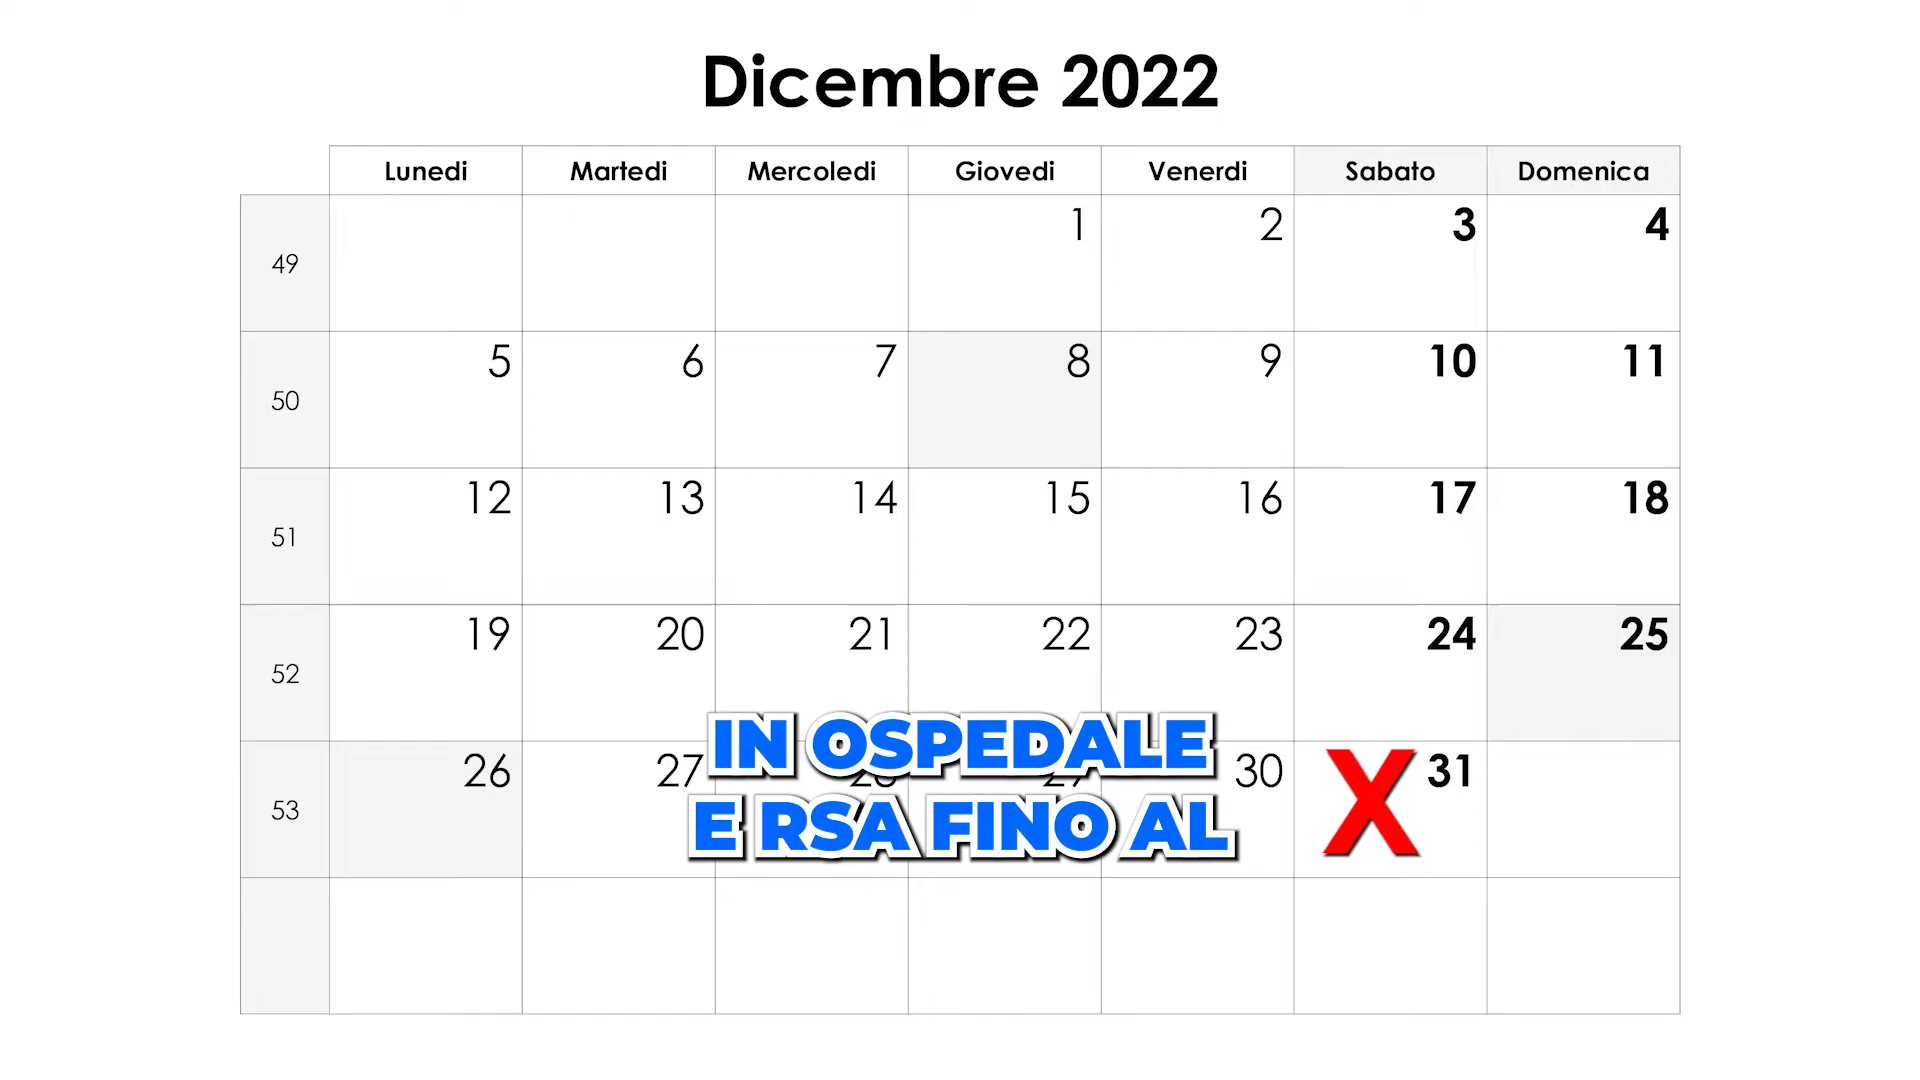 Dicembre 2022
Lunedi Martedi Mercoledi Giovedi Venerdi Sabato Domenica
49 1 2 3 4
50 5 6 7 8 9 10 11
51 12 13 14 15 16 17 18
52 19 20 21 22 23 24 25
53 26 27 28 29 30 X 31
IN OSPEDALE
E RSA FINO AL